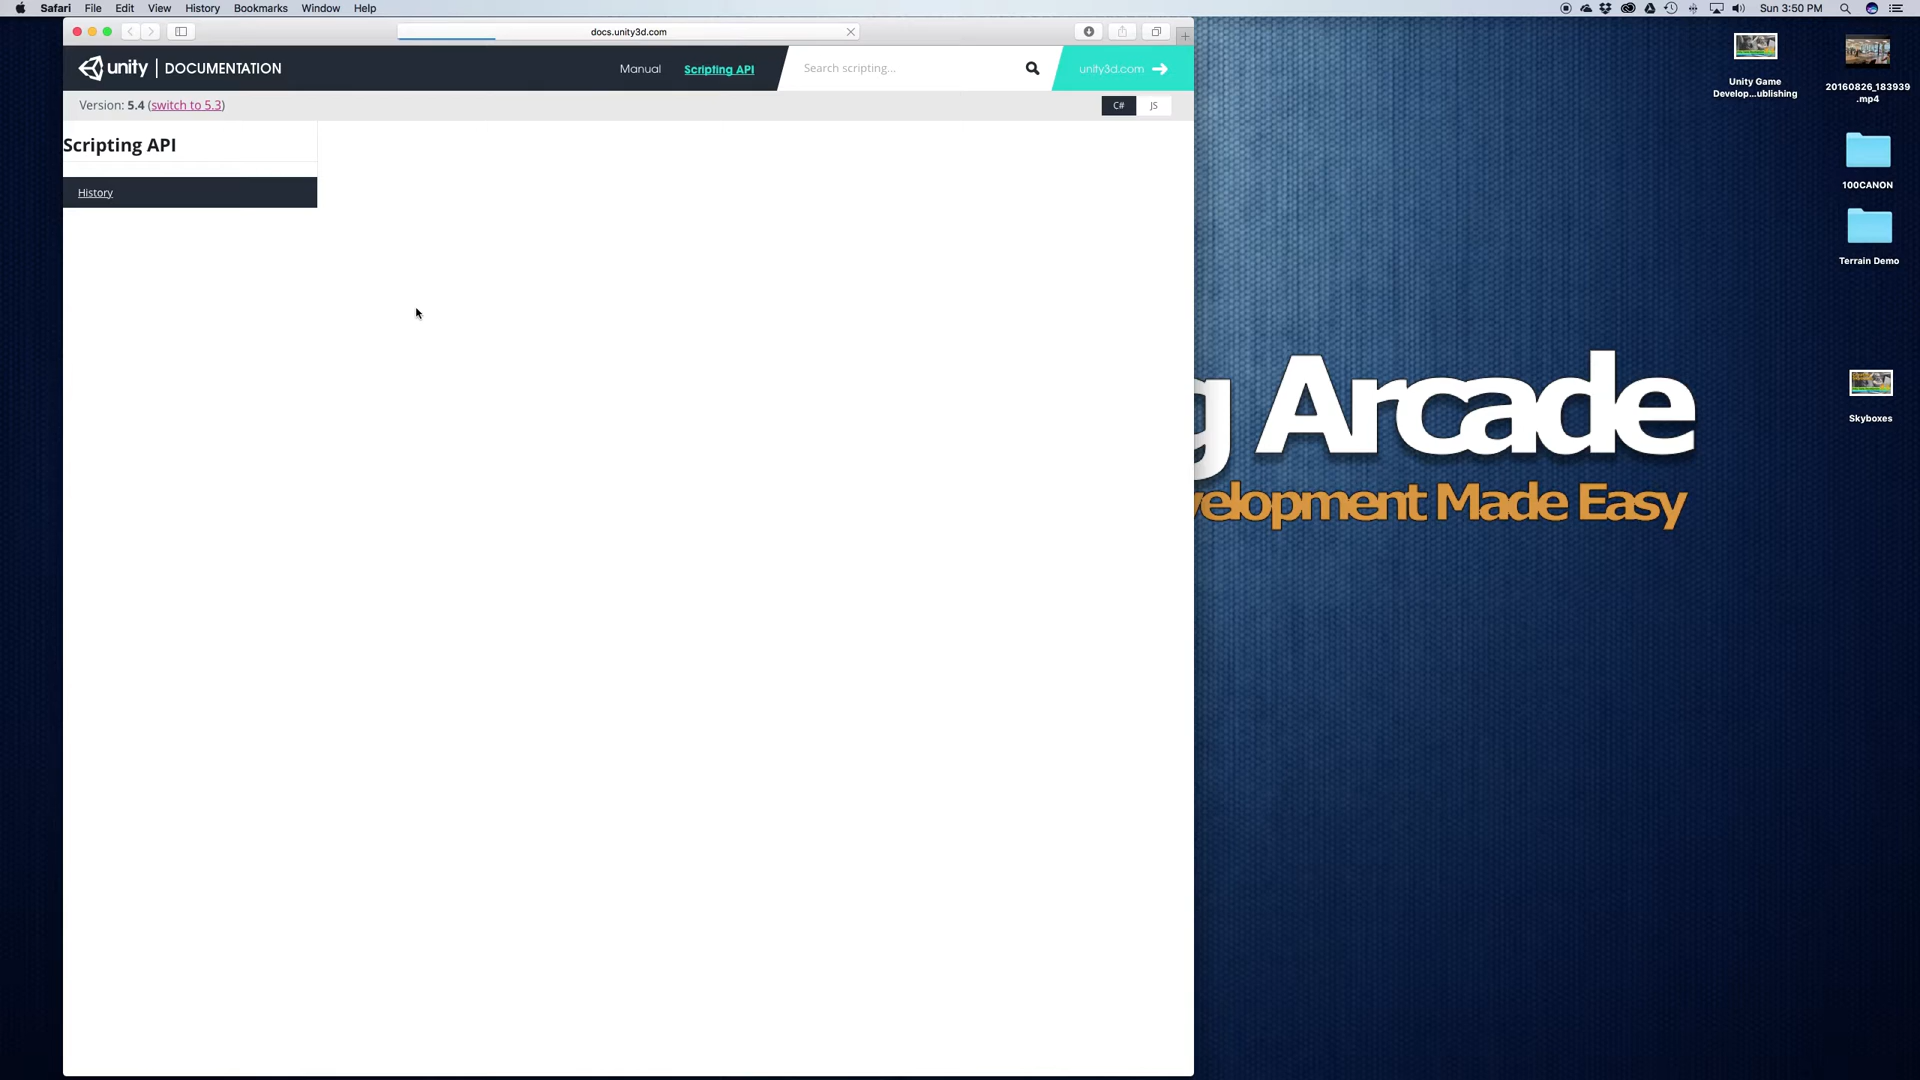 Safari File Edit View History Bookmarks Window Help
Sun 3:50 PM
docs.unity3d.com
unity | DOCUMENTATION
Manual
Scripting API
Search scripting...
unity3d.com
Version: 5.4 (switch to 5.3)
C#
JS
Scripting API
History
Unity Game
Develop...ublishing
20160826_183939
.mp4
100CANON
Terrain Demo
Skyboxes
g Arcade
velopment Made Easy